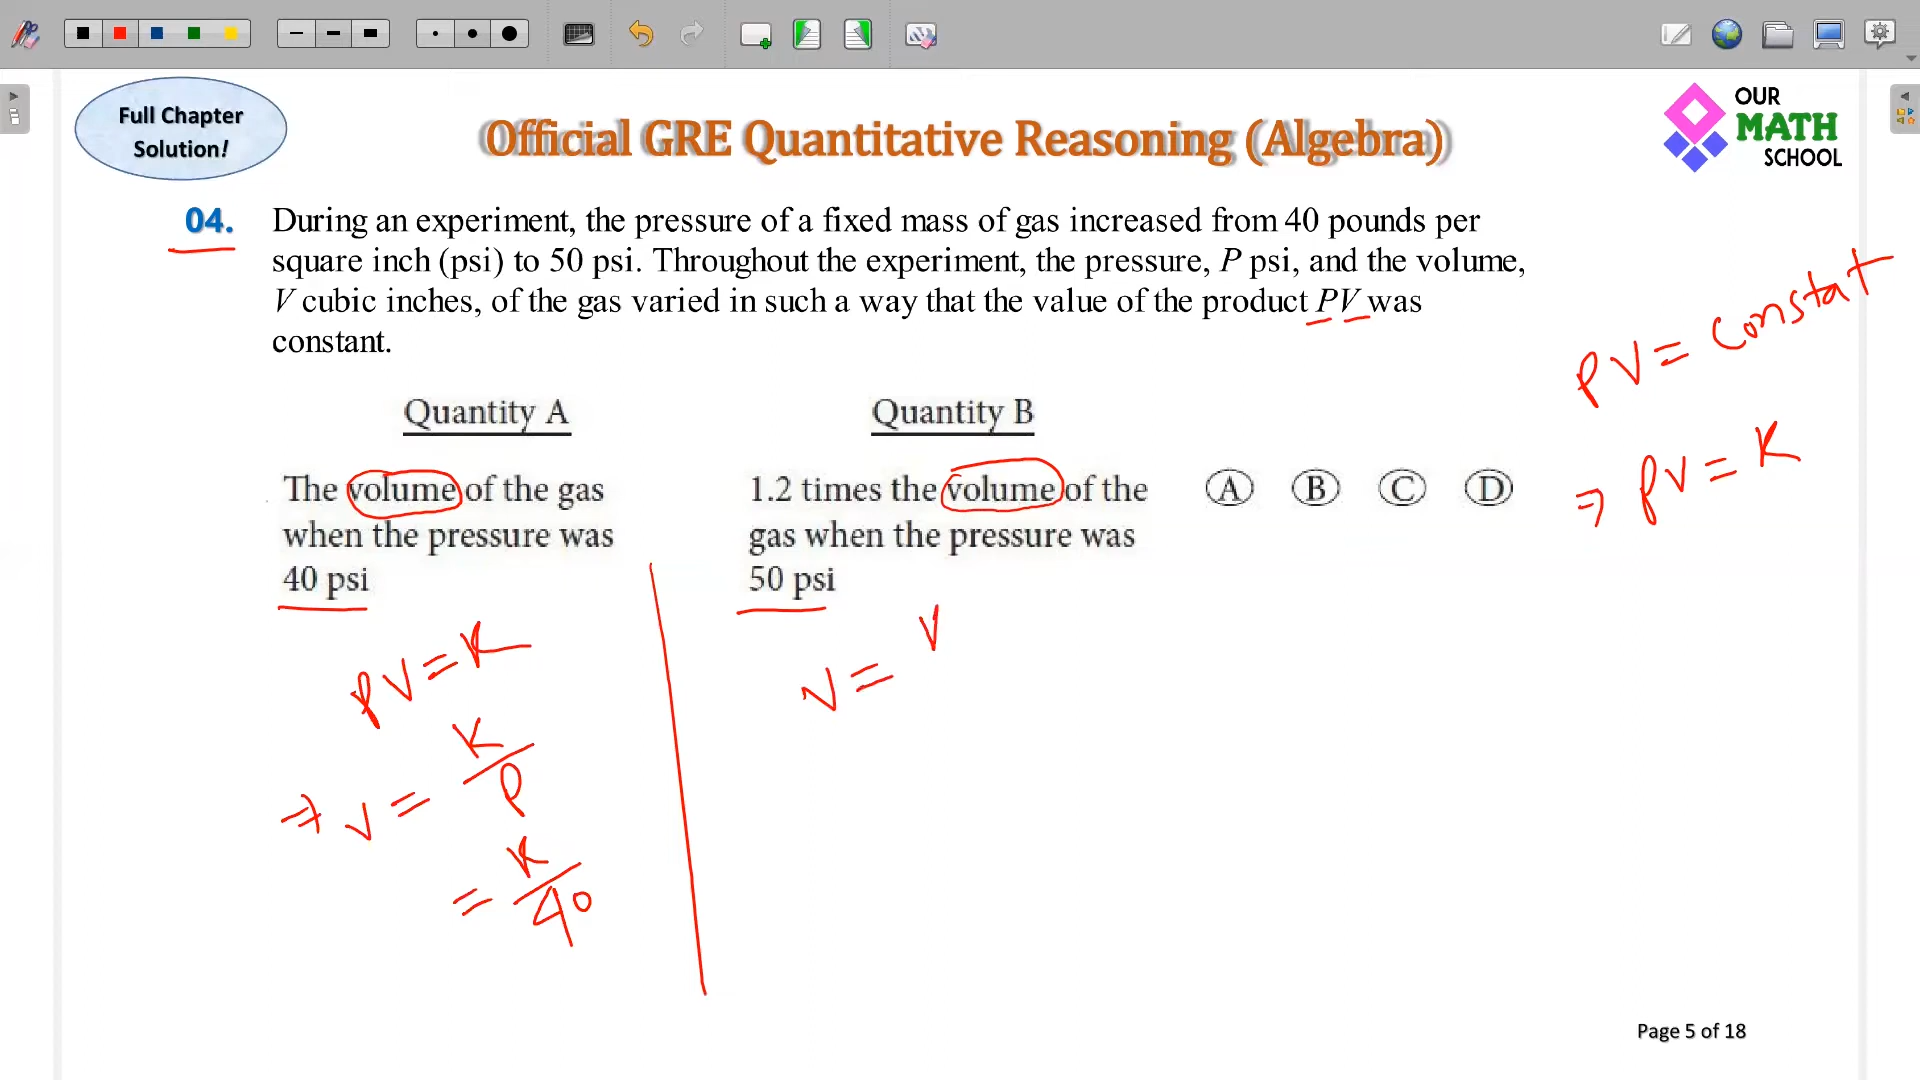 Full Chapter
Solution!
Official GRE Quantitative Reasoning (Algebra)
OUR
MATH
SCHOOL
04. During an experiment, the pressure of a fixed mass of gas increased from 40 pounds per
square inch (psi) to 50 psi. Throughout the experiment, the pressure, P psi, and the volume,
V cubic inches, of the gas varied in such a way that the value of the product PV was
constant.
PV = Constat
⇒ PV = K
Quantity A
The volume of the gas
when the pressure was
40 psi
Quantity B
1.2 times the volume of the
gas when the pressure was
50 psi
A B C D
PV = K
⇒ V = K/P
= K/40
V = V
Page 5 of 18